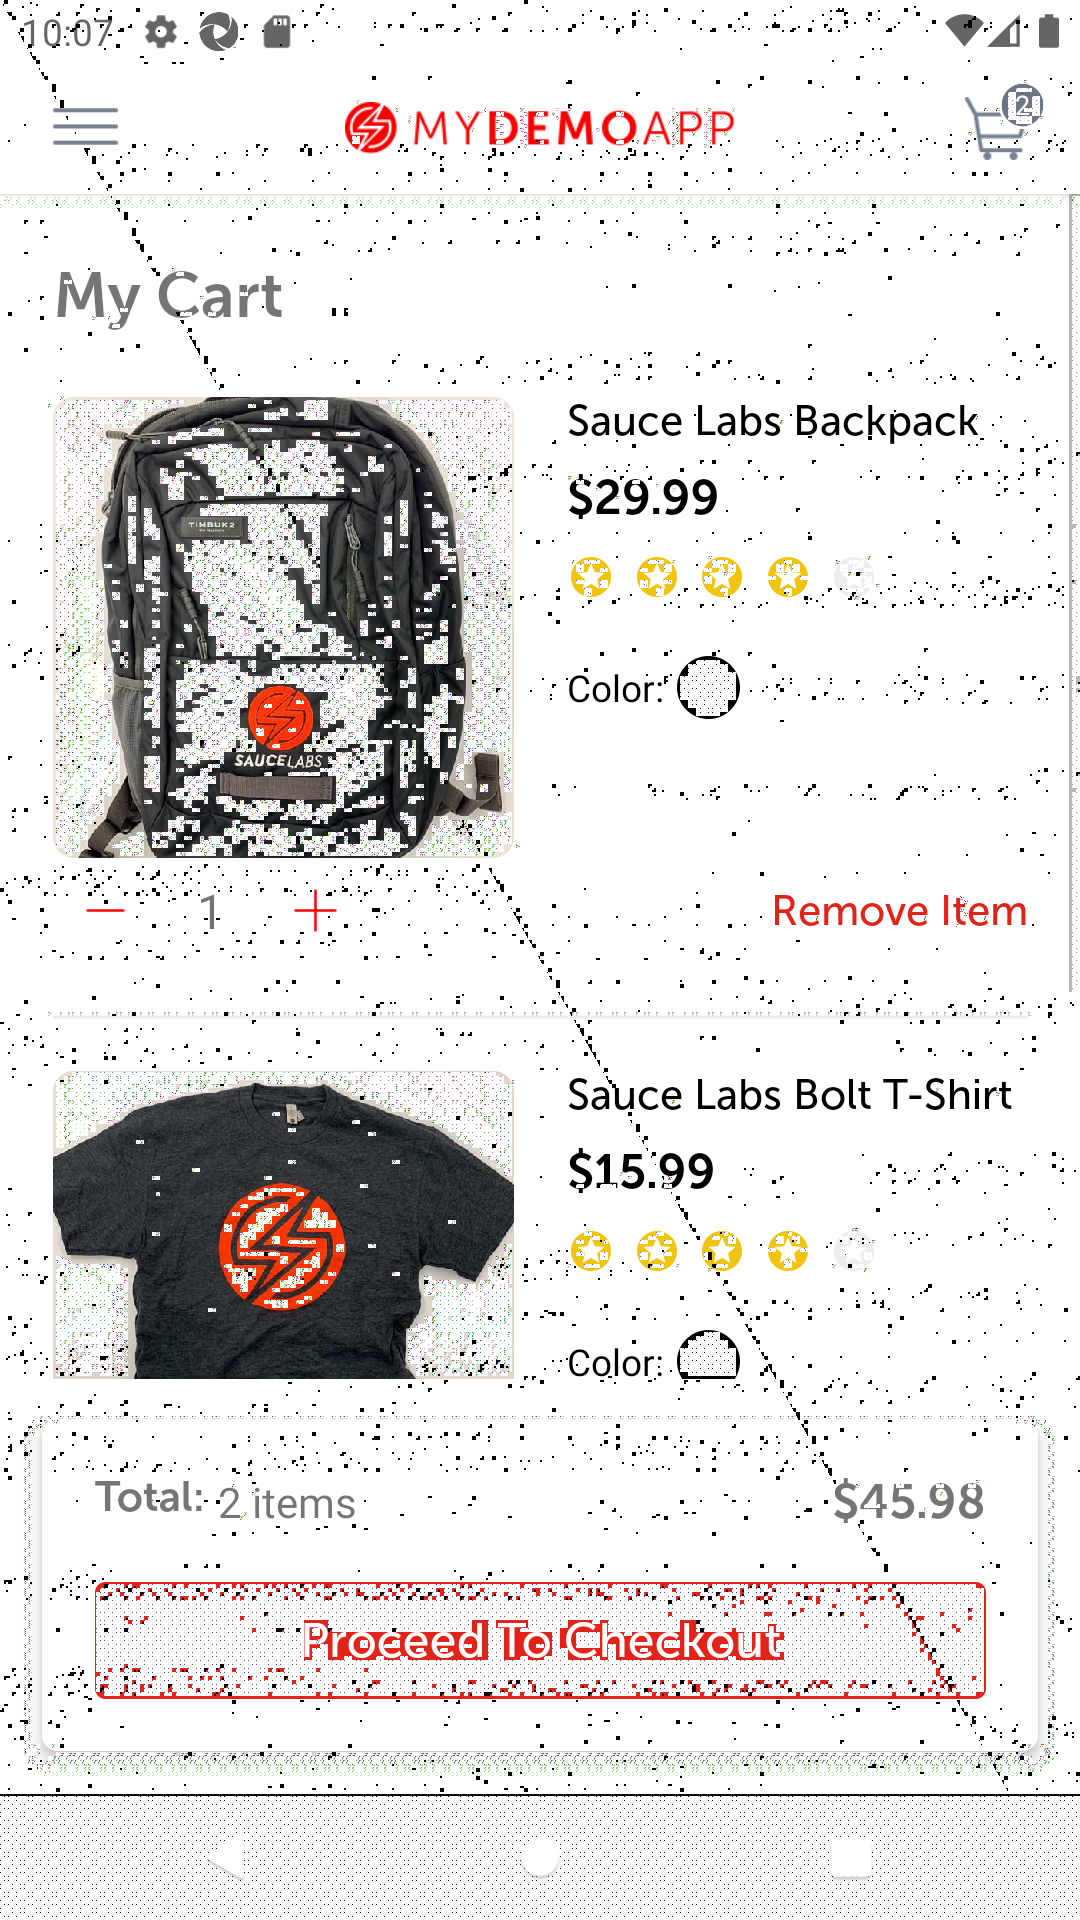 10:07
MYDEMOAPP
2
My Cart
TIMBUK2
SAUCELABS
Sauce Labs Backpack
$29.99
Color:
1
Remove Item
Sauce Labs Bolt T-Shirt
$15.99
Color:
Total: 2 items
$45.98
Proceed To Checkout